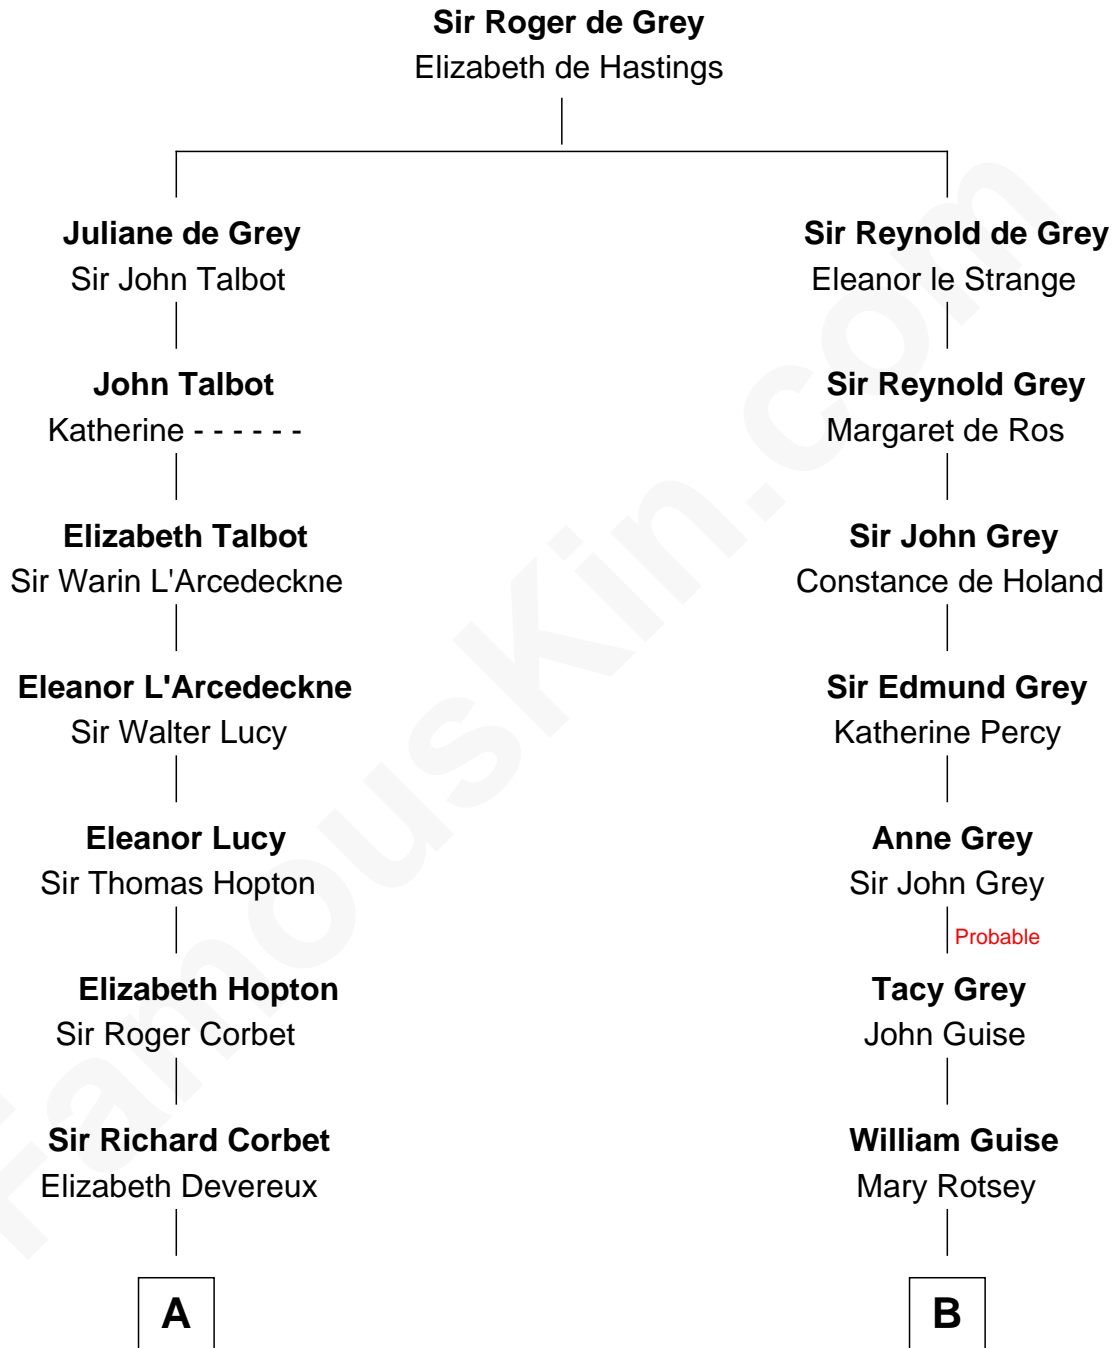 Sir Roger de Grey
Elizabeth de Hastings
Juliane de Grey
Sir John Talbot
John Talbot
Katherine - - - - - -
Elizabeth Talbot
Sir Warin L'Arcedeckne
Eleanor L'Arcedeckne
Sir Walter Lucy
Eleanor Lucy
Sir Thomas Hopton
Elizabeth Hopton
Sir Roger Corbet
Sir Richard Corbet
Elizabeth Devereux
A
Sir Reynold de Grey
Eleanor le Strange
Sir Reynold Grey
Margaret de Ros
Sir John Grey
Constance de Holand
Sir Edmund Grey
Katherine Percy
Anne Grey
Sir John Grey
Probable
Tacy Grey
John Guise
William Guise
Mary Rotsey
B
FamousKin.com